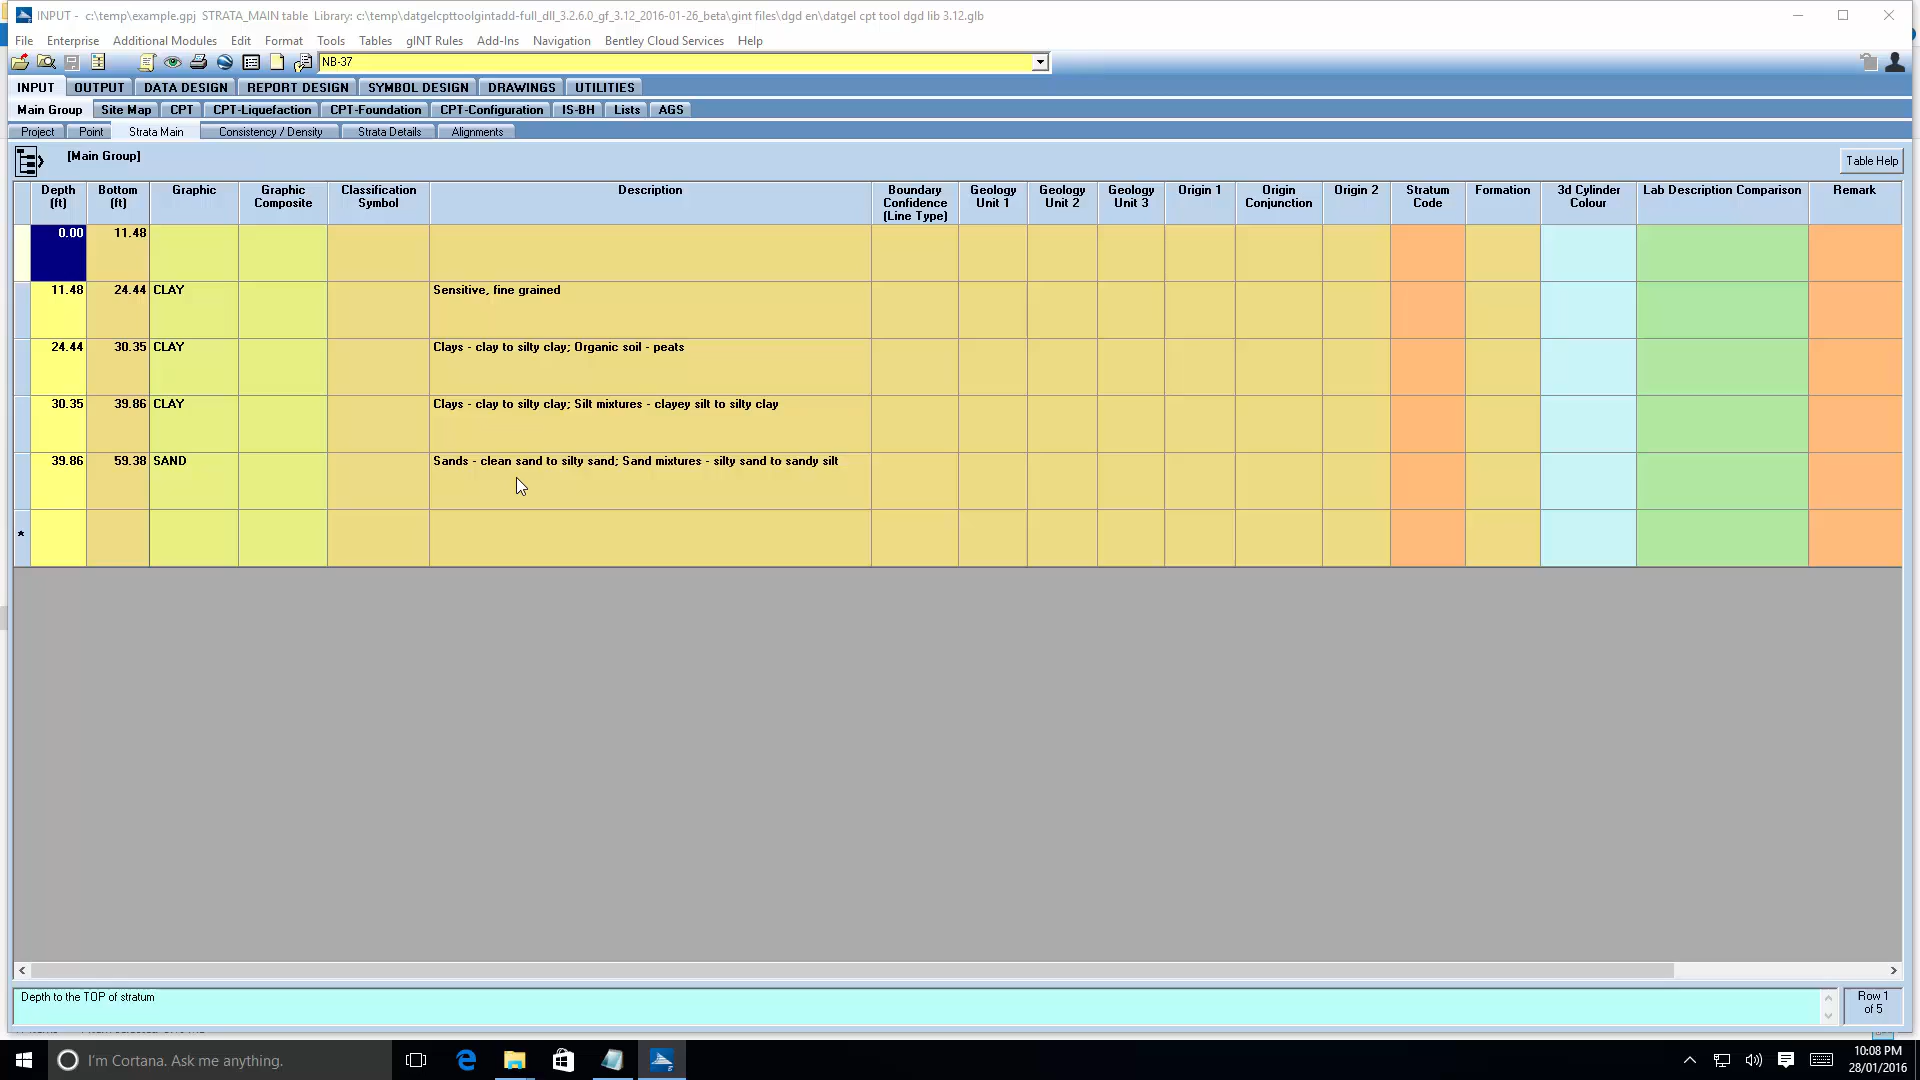 INPUT - c:\temp\example.gpj STRATA_MAIN table Library: c:\temp\datgelcpttoolgintadd-full_dll_3.2.6.0_gf_3.12_2016-01-26_beta\gint files\dgd en\datgel cpt tool dgd lib 3.12.glb
File Enterprise Additional Modules Edit Format Tools Tables gINT Rules Add-Ins Navigation Bentley Cloud Services Help
NB-37
INPUT OUTPUT DATA DESIGN REPORT DESIGN SYMBOL DESIGN DRAWINGS UTILITIES
Main Group Site Map CPT CPT-Liquefaction CPT-Foundation CPT-Configuration IS-BH Lists AGS
Project Point Strata Main Consistency / Density Strata Details Alignments
[Main Group] Table Help
Depth Bottom Graphic Graphic Classification Description Boundary Geology Geology Geology Origin 1 Origin Origin 2 Stratum Formation 3d Cylinder Lab Description Comparison Remark
(ft) (ft) Composite Symbol Confidence Unit 1 Unit 2 Unit 3 Conjunction Code Colour
(Line Type)
0.00 11.48
11.48 24.44 CLAY Sensitive, fine grained
24.44 30.35 CLAY Clays - clay to silty clay; Organic soil - peats
30.35 39.86 CLAY Clays - clay to silty clay; Silt mixtures - clayey silt to silty clay
39.86 59.38 SAND Sands - clean sand to silty sand; Sand mixtures - silty sand to sandy silt
*
Depth to the TOP of stratum Row 1
of 5
I'm Cortana. Ask me anything. 10:08 PM
28/01/2016